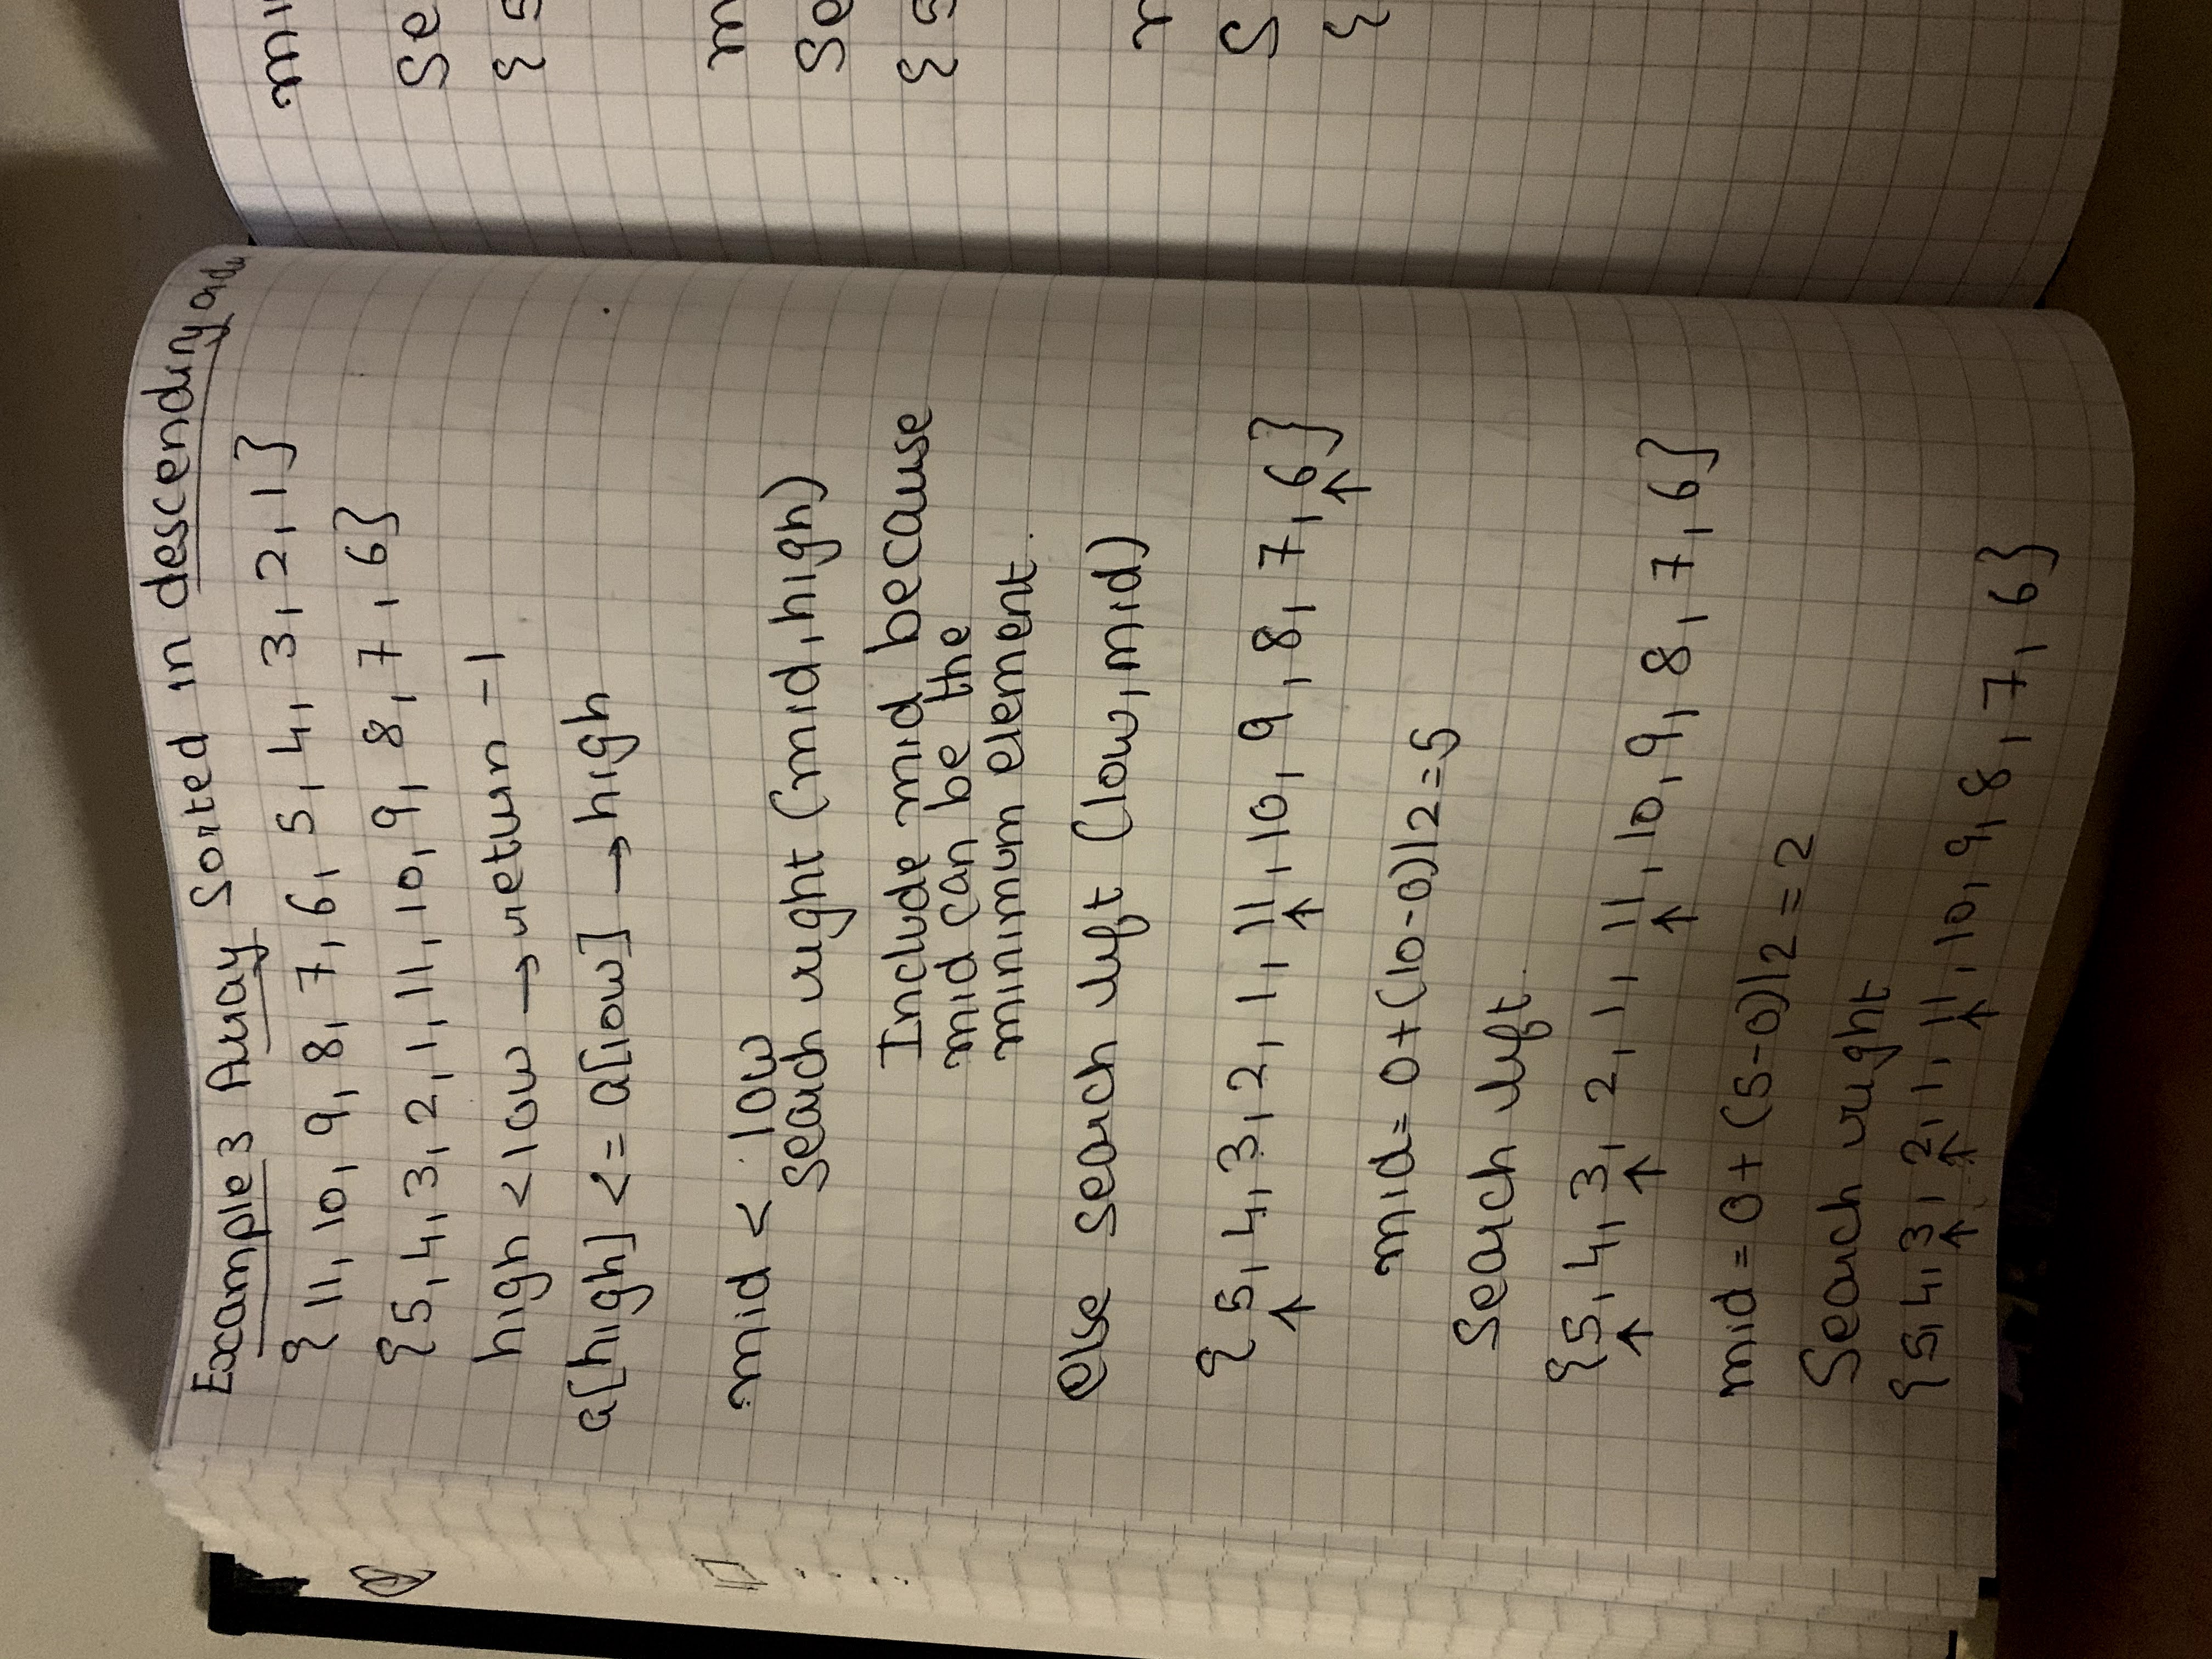 Example 3 Array Sorted in descending
{ 11, 10, 9, 8, 7, 6, 5, 4, 3, 2, 1 }
{5, 4, 3, 2, 1, 11, 10, 9, 8, 7, 6}
high < low → return -1
a[high] <= a[low] → high
mid < low
search right (mid, high)
Include mid because
mid can be the
minimum element.
else search left (low, mid)
{ 5, 4, 3, 2, 1, 11, 10, 9, 8, 7, 6}
↑ ↑ ↑
mid = 0+(10-0)/2 = 5
Search left.
{5, 4, 3, 2, 1, 11, 10, 9, 8, 7, 6}
↑ ↑ ↑
mid = 0+ (5-0)/2 = 2
Search right
{ 5, 4, 3, 2, 1, 11, 10, 9, 8, 7, 6}
↑ ↑ ↑
{ 5
{